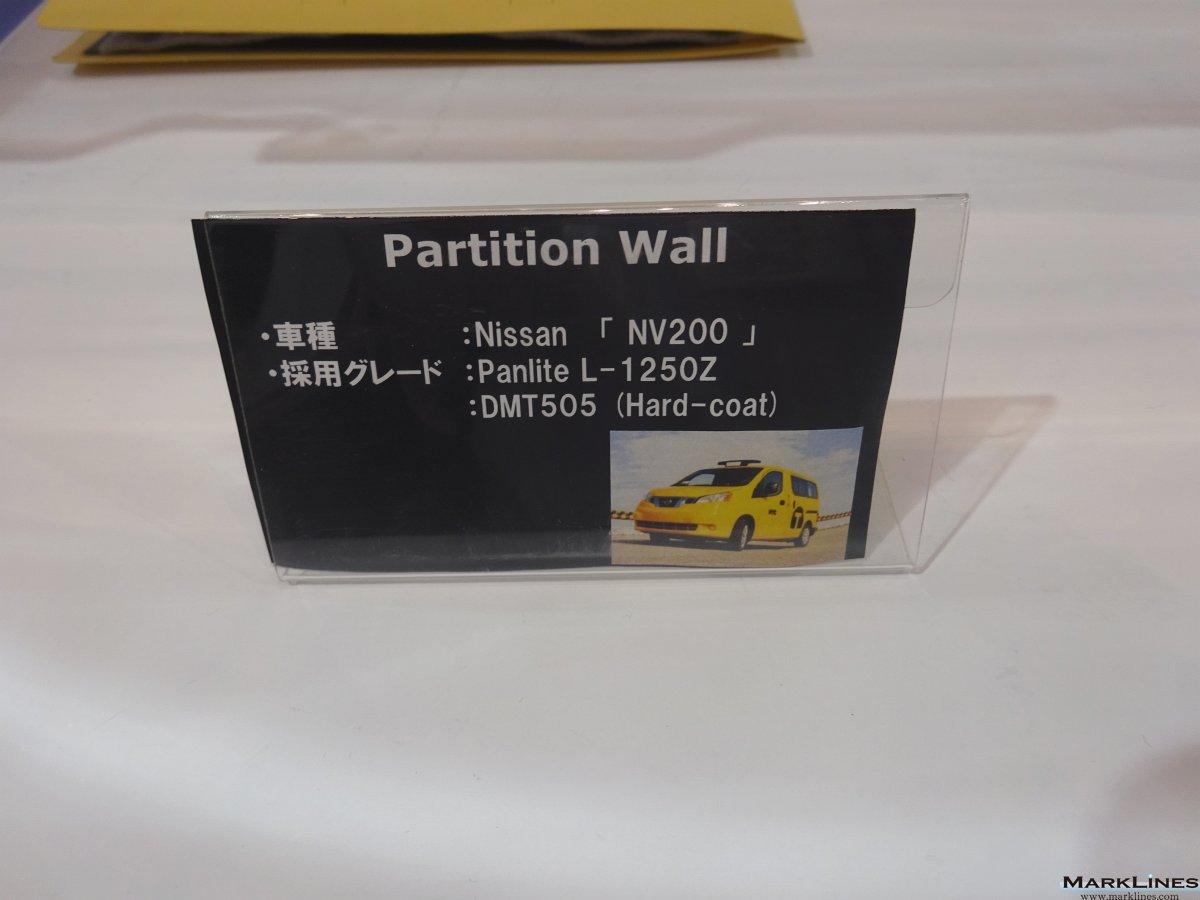 Partition Wall
・車種 :Nissan 「 NV200 」
・採用グレード :Panlite L-1250Z
:DMT505 (Hard-coat)
MARKLINES
www.marklines.com